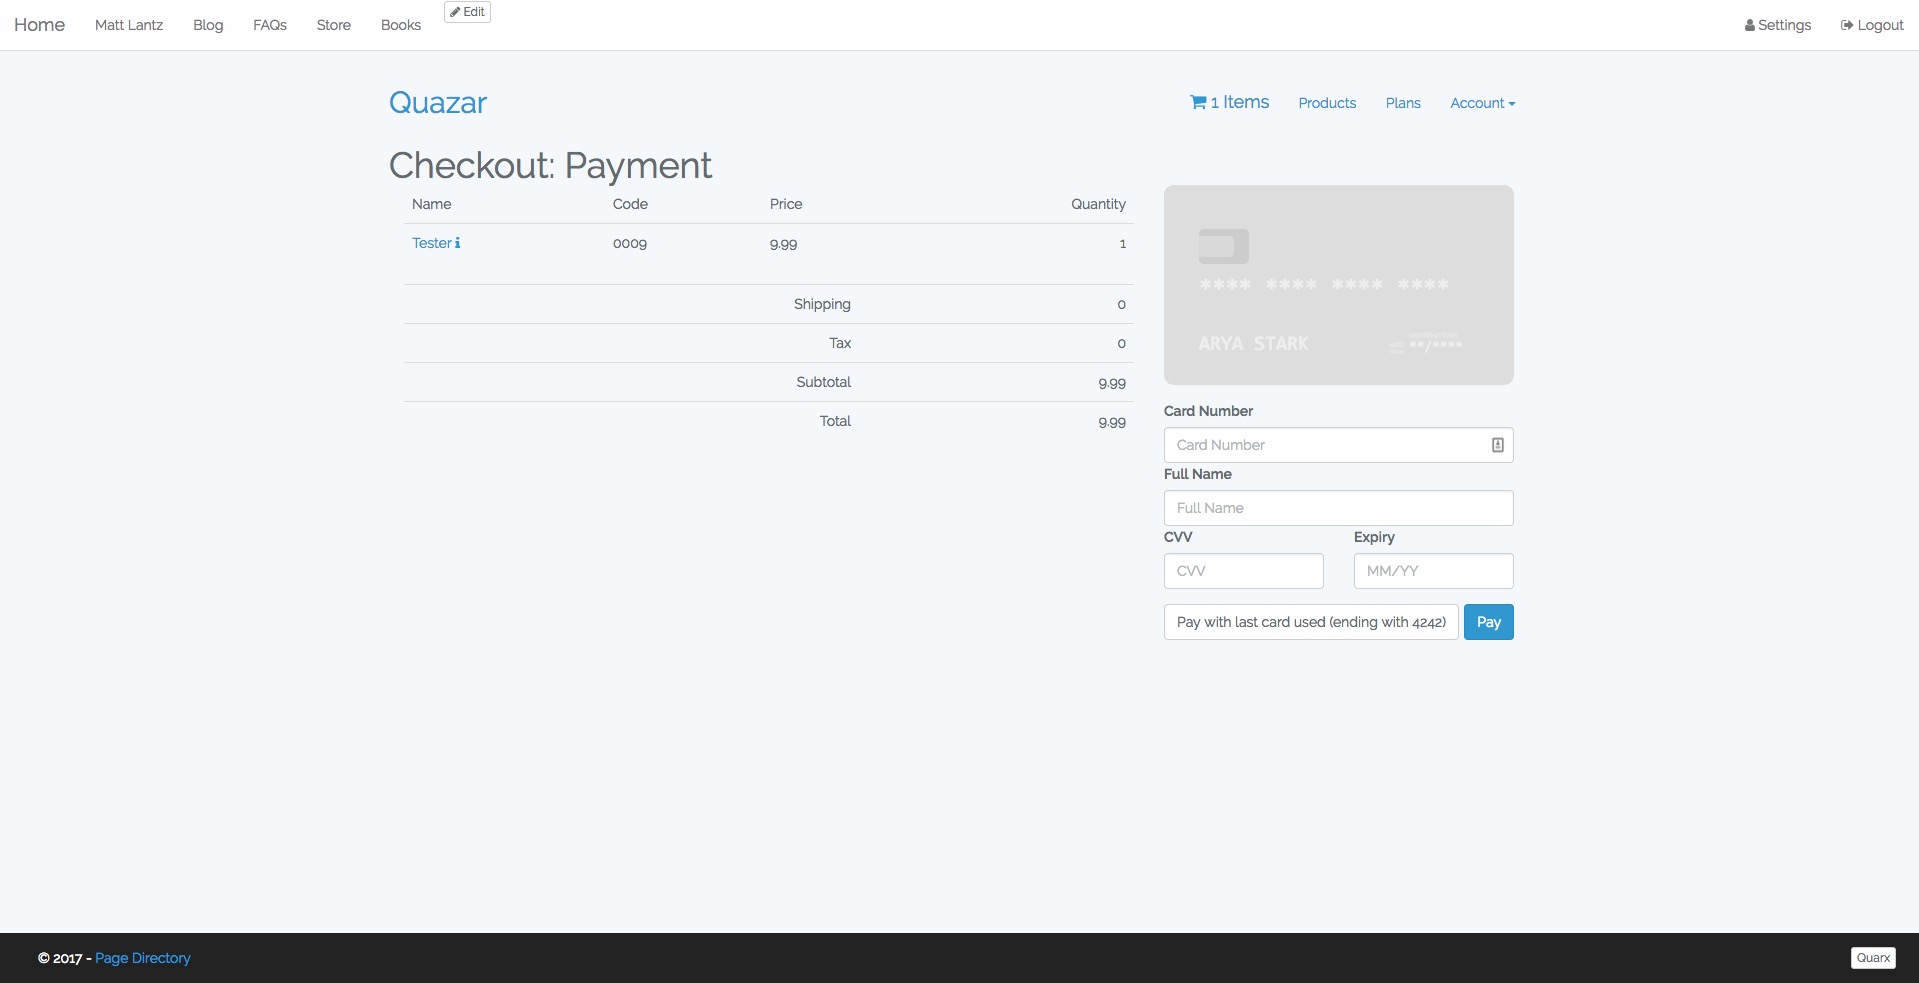 Home Matt Lantz Blog FAQs Store Books Edit Settings Logout
Quazar 1 Items Products Plans Account
Checkout: Payment
Name Code Price Quantity
Tester 0009 9.99 1
Shipping 0
Tax 0
Subtotal 9.99
Total 9.99
**** **** **** ****
ARYA STARK **/****
Card Number
Card Number
Full Name
Full Name
CVV Expiry
CVV MM/YY
Pay with last card used (ending with 4242) Pay
© 2017 - Page Directory Quarx